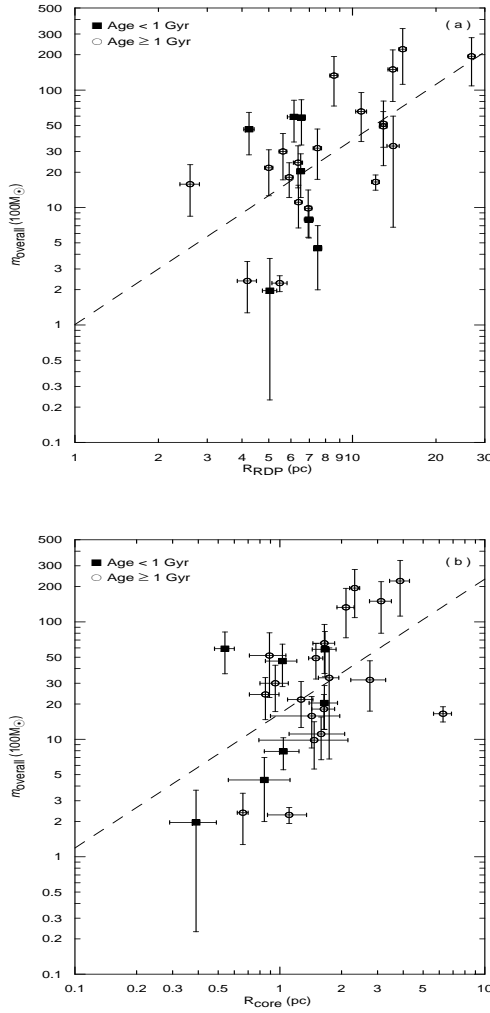 500
300
200
100
50
30
20
10
5
3
2
1
0.5
0.3
0.2
0.1
Age < 1 Gyr
Age ≥ 1 Gyr
( a )
m_overall (100M⊙)
1 2 3 4 5 6 7 8 9 10 20 30
R_RDP (pc)
500
300
200
100
50
30
20
10
5
3
2
1
0.5
0.3
0.2
0.1
Age < 1 Gyr
Age ≥ 1 Gyr
( b )
m_overall (100M⊙)
0.1 0.2 0.3 0.5 1 2 3 4 5 10
R_core (pc)